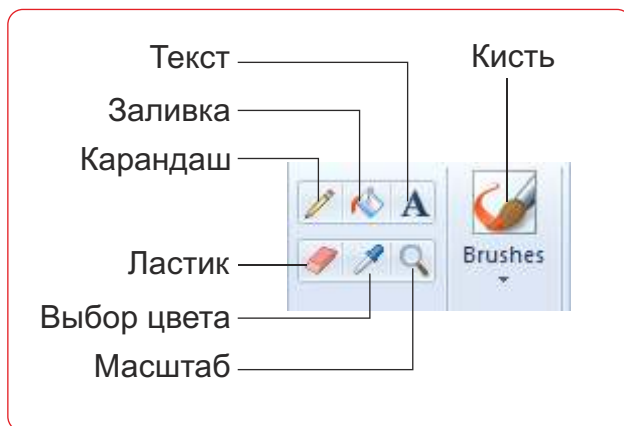 Текст
Кисть
Заливка
Карандаш
A
Brushes
Ластик
Выбор цвета
Масштаб